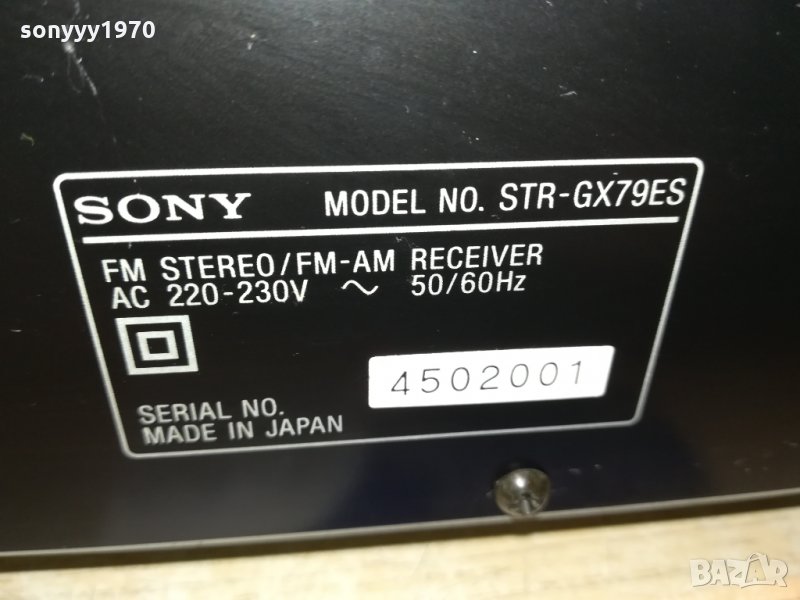 sonyyy1970
SONY MODEL NO. STR-GX79ES
FM STEREO/FM-AM RECEIVER
AC 220-230V ~ 50/60Hz
4502001
SERIAL NO.
MADE IN JAPAN
BAZAR